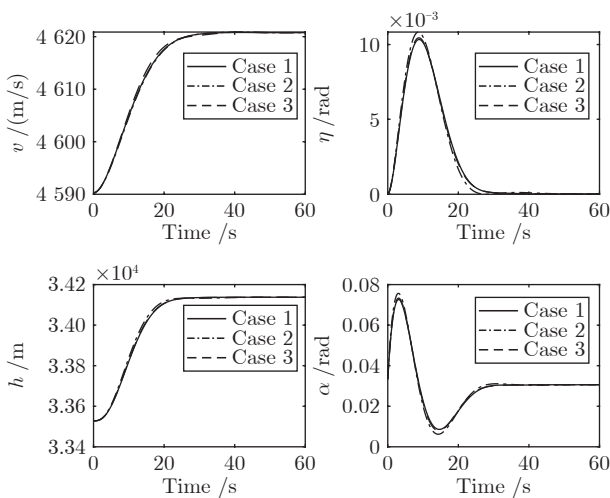 4 620
4 610
4 600
4 590
v /(m/s)
Case 1
Case 2
Case 3
0 20 40 60
Time /s
×10⁻³
10
5
0
η /rad
Case 1
Case 2
Case 3
0 20 40 60
Time /s
×10⁴
3.42
3.40
3.38
3.36
3.34
h /m
Case 1
Case 2
Case 3
0 20 40 60
Time /s
0.08
0.06
0.04
0.02
0
α /rad
Case 1
Case 2
Case 3
0 20 40 60
Time /s